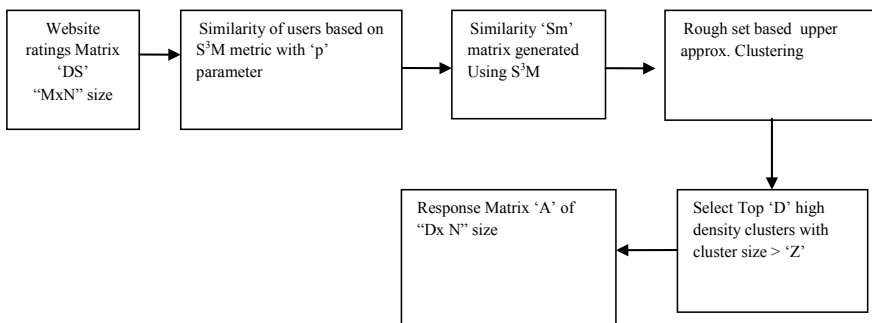 Website
ratings Matrix
‘DS’
“MxN” size
Similarity of users based on
S³M metric with ‘p’
parameter
Similarity ‘Sm’
matrix generated
Using S³M
Rough set based upper
approx. Clustering
Select Top ‘D’ high
density clusters with
cluster size > ‘Z’
Response Matrix ‘A’ of
“Dx N” size